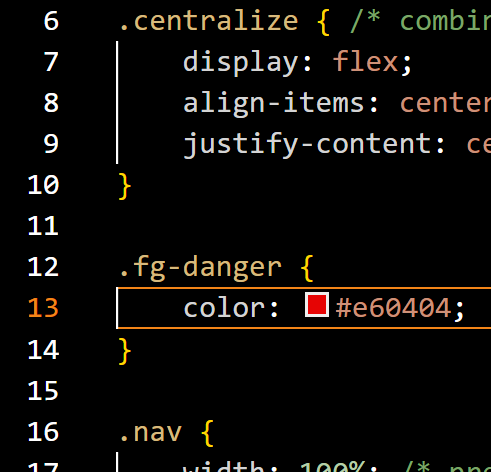 6 .centralize { /* combin
7 display: flex;
8 align-items: center
9 justify-content: ce
10 }
11
12 .fg-danger {
13 color: #e60404;
14 }
15
16 .nav {
17 width: 100%; /*